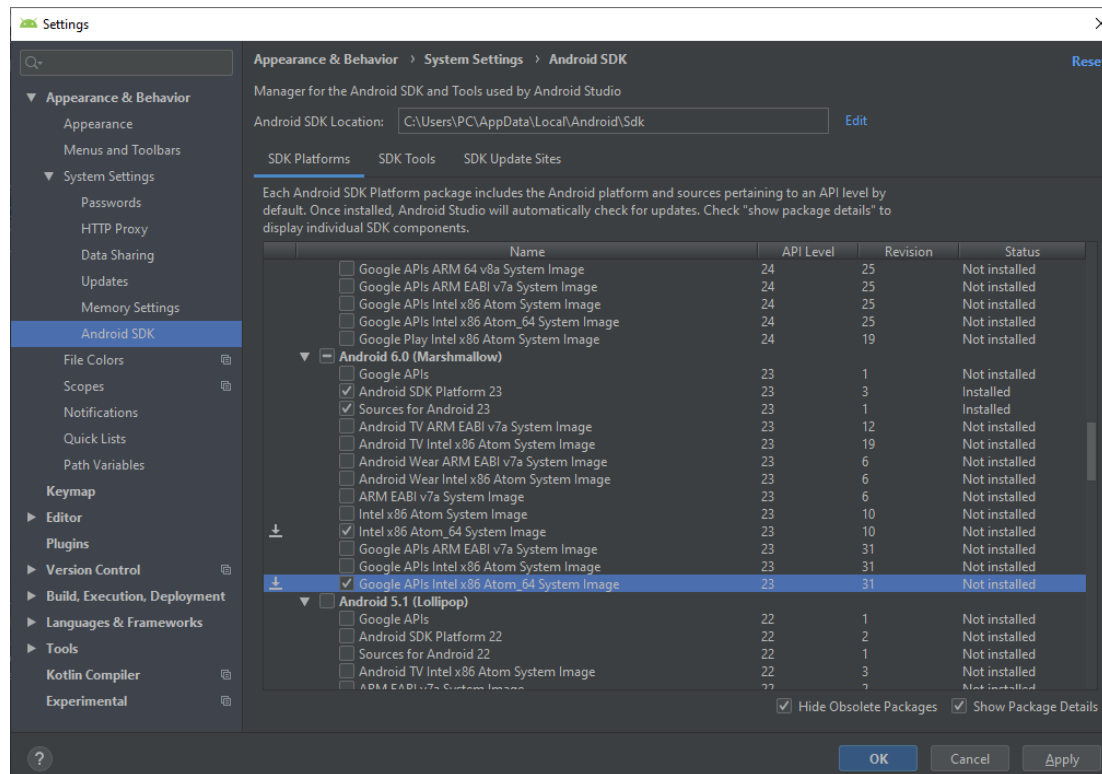 Settings
Appearance & Behavior
Appearance
Menus and Toolbars
System Settings
Passwords
HTTP Proxy
Data Sharing
Updates
Memory Settings
Android SDK
File Colors
Scopes
Notifications
Quick Lists
Path Variables
Keymap
Editor
Plugins
Version Control
Build, Execution, Deployment
Languages & Frameworks
Tools
Kotlin Compiler
Experimental
Appearance & Behavior › System Settings › Android SDK
Rese
Manager for the Android SDK and Tools used by Android Studio
Android SDK Location: C:\Users\PC\AppData\Local\Android\Sdk Edit
SDK Platforms SDK Tools SDK Update Sites
Each Android SDK Platform package includes the Android platform and sources pertaining to an API level by
default. Once installed, Android Studio will automatically check for updates. Check "show package details" to
display individual SDK components.
Name API Level Revision Status
Google APIs ARM 64 v8a System Image 24 25 Not installed
Google APIs ARM EABI v7a System Image 24 25 Not installed
Google APIs Intel x86 Atom System Image 24 25 Not installed
Google APIs Intel x86 Atom_64 System Image 24 25 Not installed
Google Play Intel x86 Atom System Image 24 19 Not installed
Android 6.0 (Marshmallow)
Google APIs 23 1 Not installed
Android SDK Platform 23 23 3 Installed
Sources for Android 23 23 1 Installed
Android TV ARM EABI v7a System Image 23 12 Not installed
Android TV Intel x86 Atom System Image 23 19 Not installed
Android Wear ARM EABI v7a System Image 23 6 Not installed
Android Wear Intel x86 Atom System Image 23 6 Not installed
ARM EABI v7a System Image 23 6 Not installed
Intel x86 Atom System Image 23 10 Not installed
Intel x86 Atom_64 System Image 23 10 Not installed
Google APIs ARM EABI v7a System Image 23 31 Not installed
Google APIs Intel x86 Atom System Image 23 31 Not installed
Google APIs Intel x86 Atom_64 System Image 23 31 Not installed
Android 5.1 (Lollipop)
Google APIs 22 1 Not installed
Android SDK Platform 22 22 2 Not installed
Sources for Android 22 22 1 Not installed
Android TV Intel x86 Atom System Image 22 3 Not installed
ARM EABI v7a System Image 22 2 Not installed
Hide Obsolete Packages Show Package Details
? OK Cancel Apply